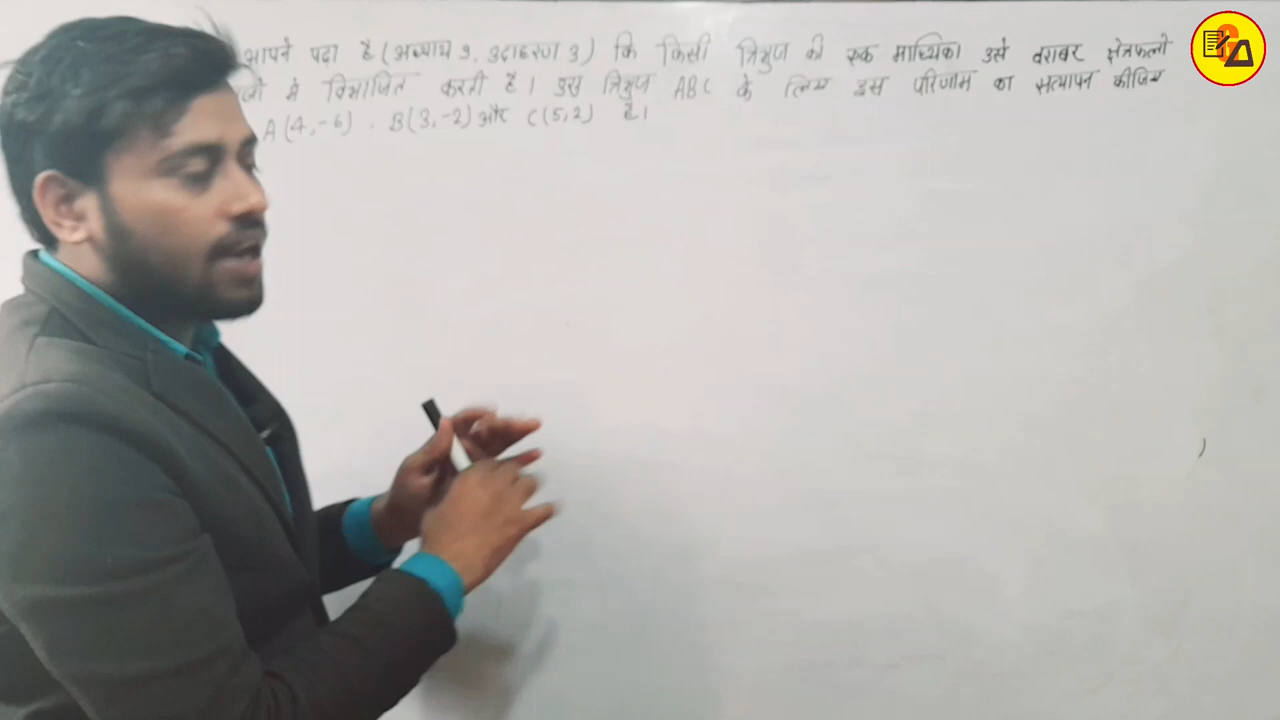 आपने पढा है (अध्याय 9, उदाहरण 3) कि किसी त्रिभुज की एक माध्यिका उसे बराबर क्षेत्रफलो
मे विभाजित करती है। उस त्रिभुज ABC के लिए इस परिणाम का सत्यापन कीजिए
A(4,-6), B(3,-2) और C(5,2) है।